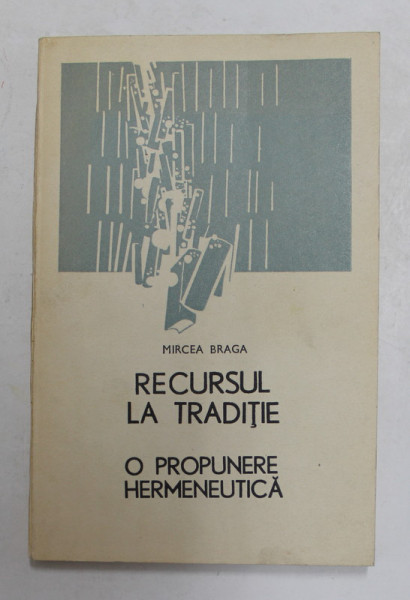 MIRCEA BRAGA
RECURSUL
LA TRADIŢIE
O PROPUNERE
HERMENEUTICĂ